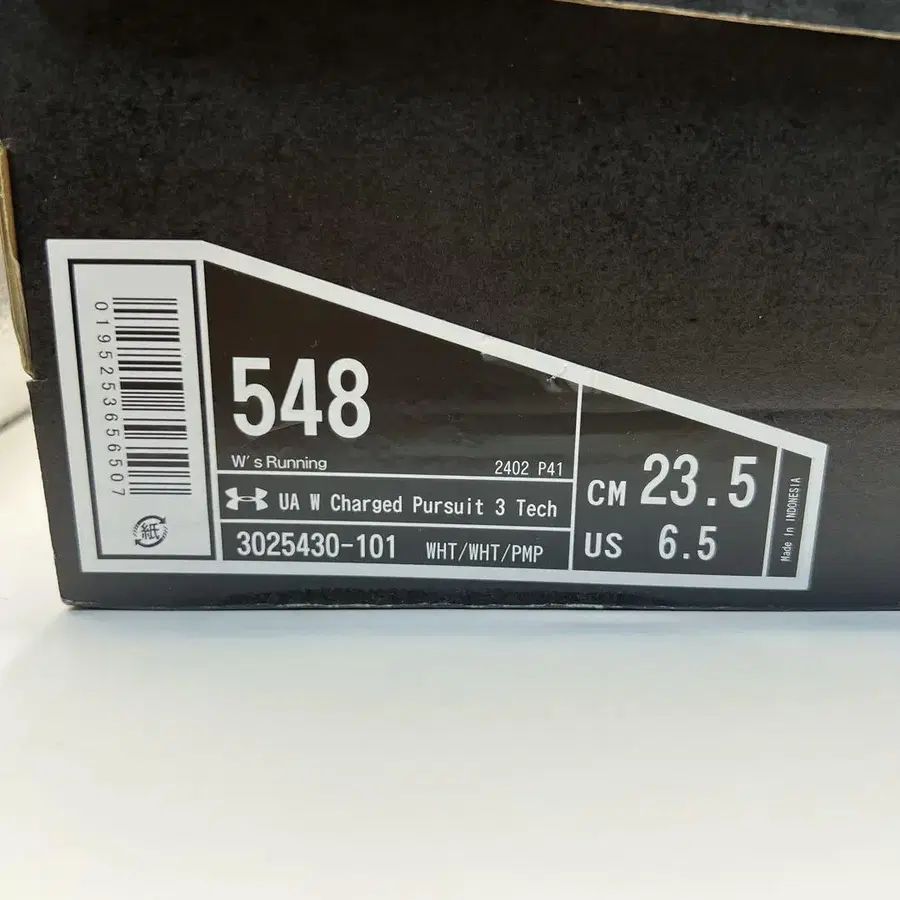 0195253656507
紙
548
W's Running 2402 P41
UA W Charged Pursuit 3 Tech
3025430-101 WHT/WHT/PMP
CM 23.5
US 6.5
Made In INDONESIA